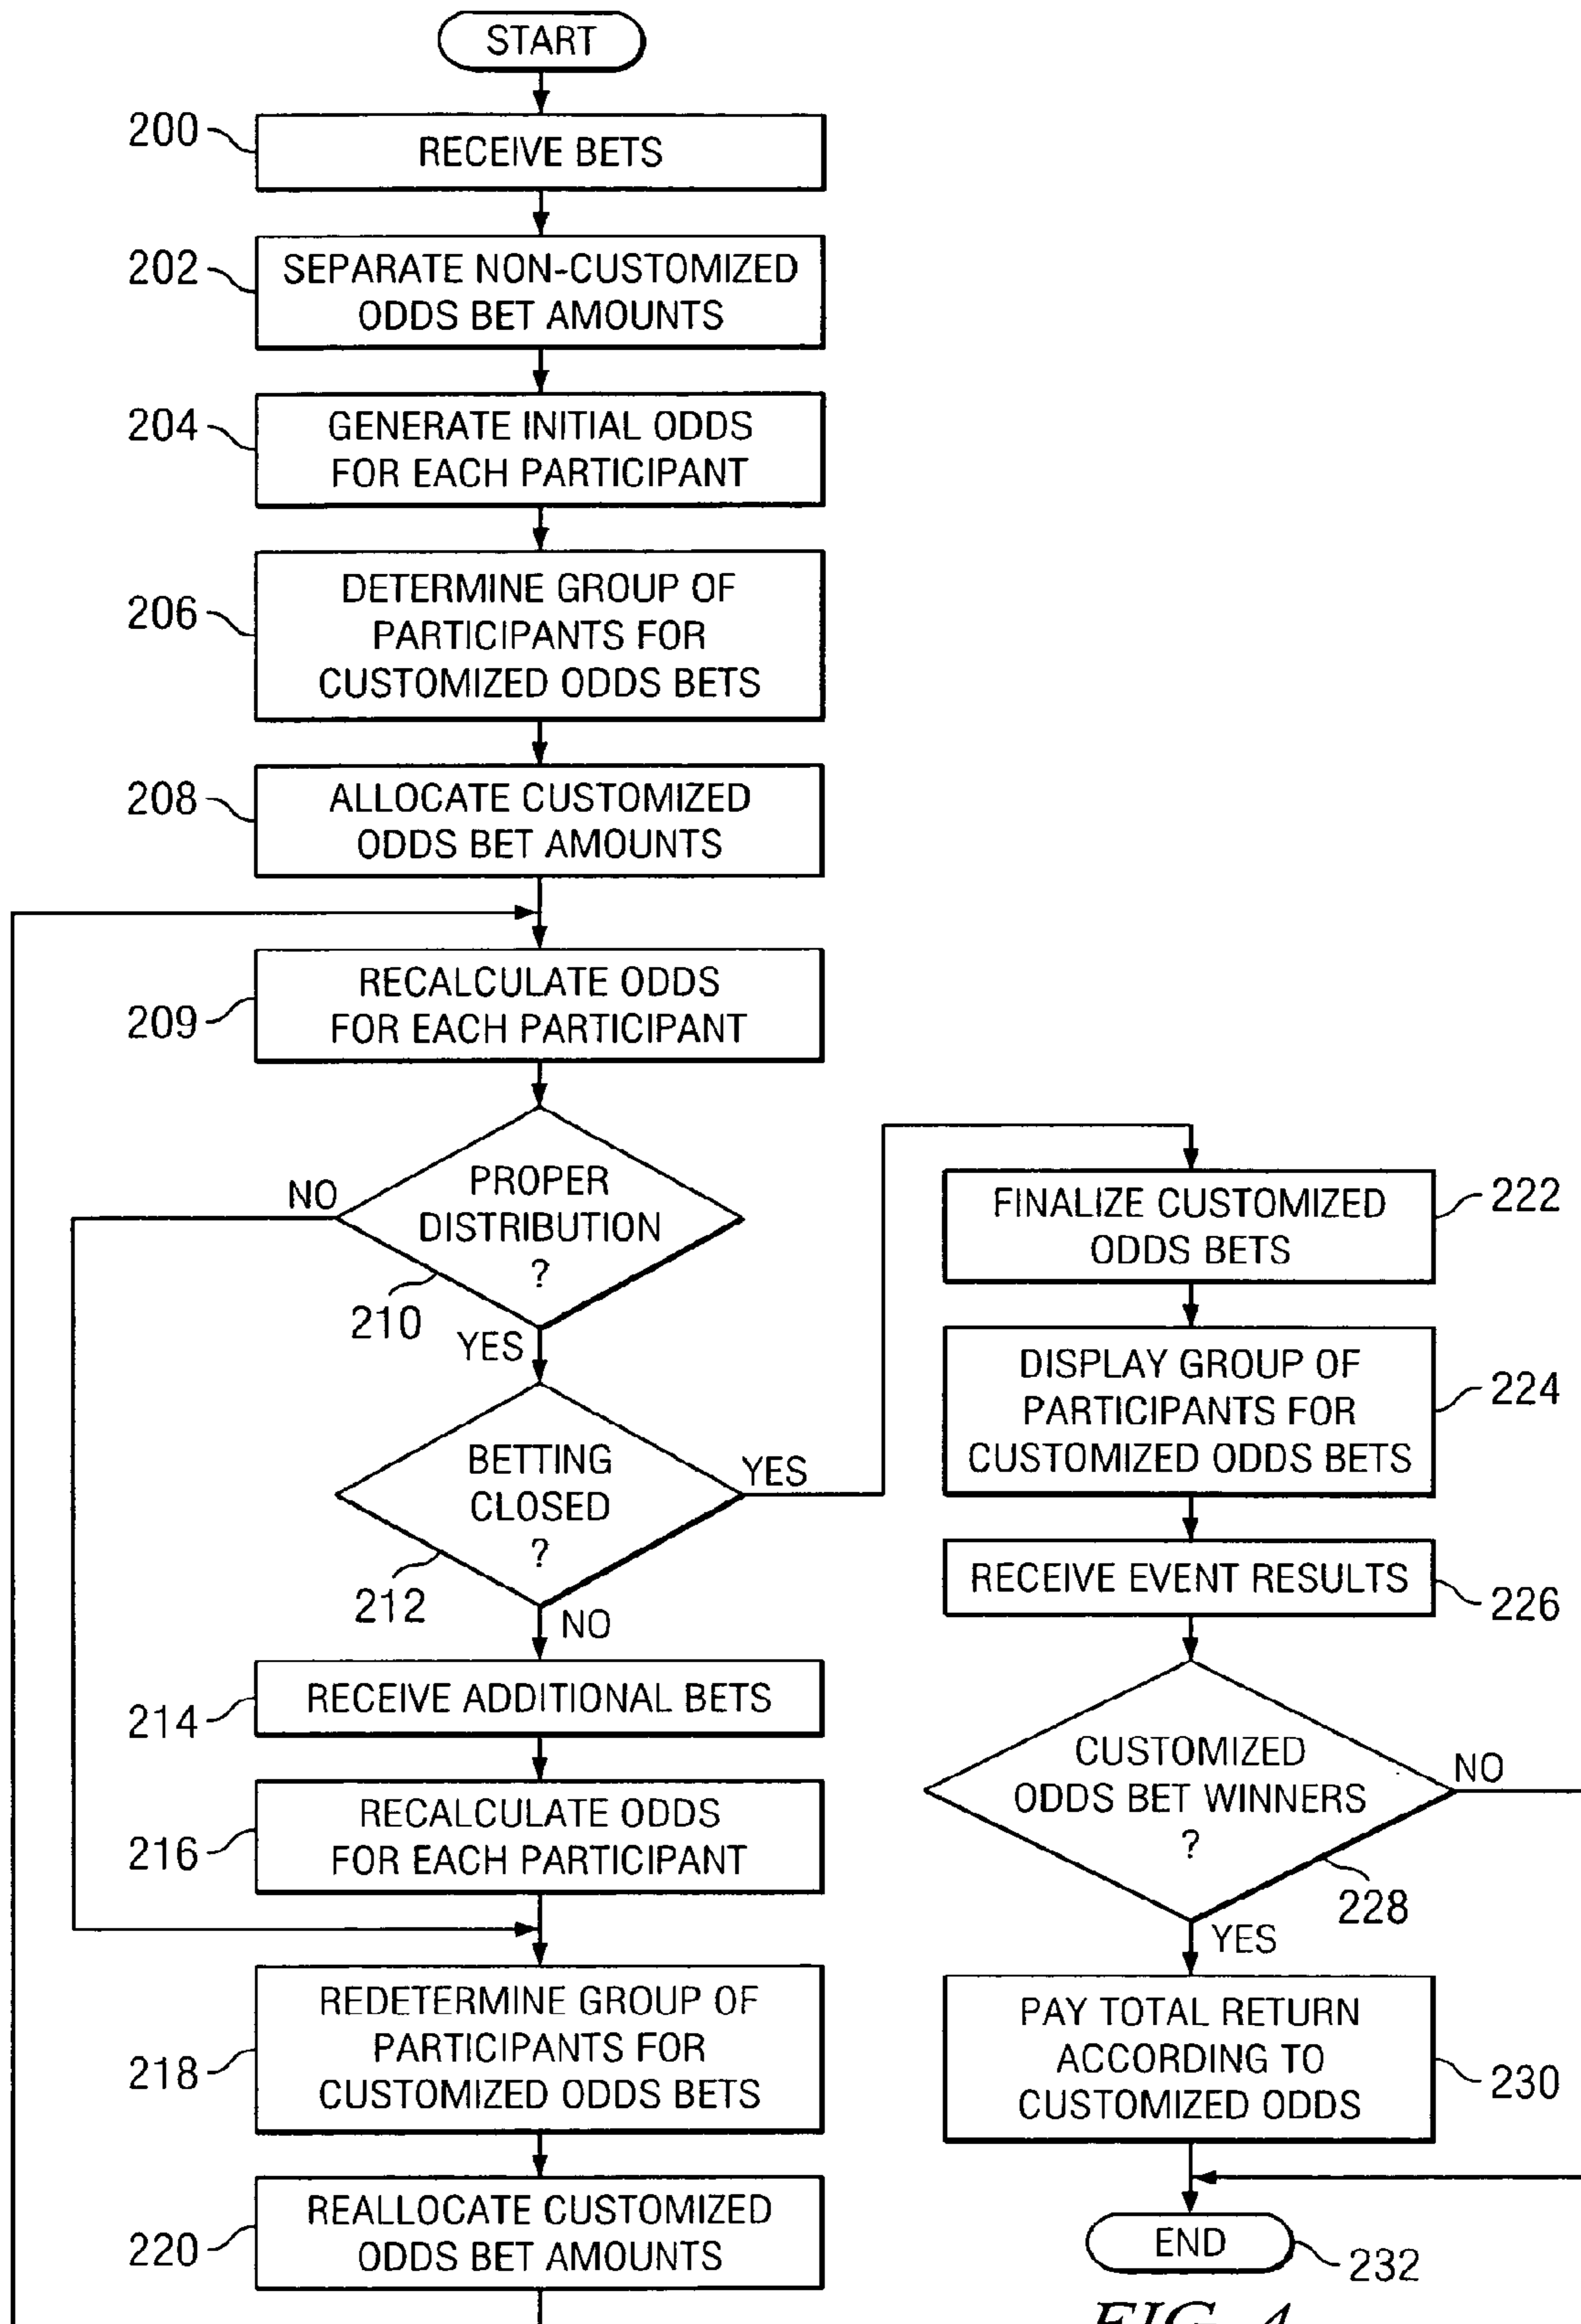 START
200
RECEIVE BETS
202
SEPARATE NON-CUSTOMIZED
ODDS BET AMOUNTS
204
GENERATE INITIAL ODDS
FOR EACH PARTICIPANT
206
DETERMINE GROUP OF
PARTICIPANTS FOR
CUSTOMIZED ODDS BETS
208
ALLOCATE CUSTOMIZED
ODDS BET AMOUNTS
209
RECALCULATE ODDS
FOR EACH PARTICIPANT
NO
PROPER
DISTRIBUTION
?
210
YES
BETTING
CLOSED
?
YES
212
NO
214
RECEIVE ADDITIONAL BETS
216
RECALCULATE ODDS
FOR EACH PARTICIPANT
218
REDETERMINE GROUP OF
PARTICIPANTS FOR
CUSTOMIZED ODDS BETS
220
REALLOCATE CUSTOMIZED
ODDS BET AMOUNTS
FINALIZE CUSTOMIZED
ODDS BETS
222
DISPLAY GROUP OF
PARTICIPANTS FOR
CUSTOMIZED ODDS BETS
224
RECEIVE EVENT RESULTS
226
CUSTOMIZED
ODDS BET WINNERS
?
NO
228
YES
PAY TOTAL RETURN
ACCORDING TO
CUSTOMIZED ODDS
230
END
232
FIG. 4